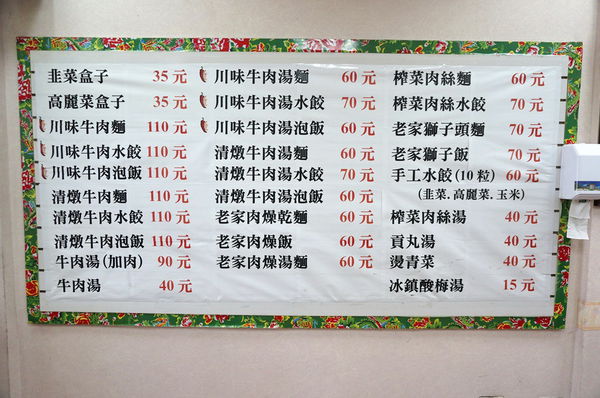 韭菜盒子 35元
高麗菜盒子 35元
川味牛肉麵 110元
川味牛肉水餃 110元
川味牛肉泡飯 110元
清燉牛肉麵 110元
清燉牛肉水餃 110元
清燉牛肉泡飯 110元
牛肉湯(加肉) 90元
牛肉湯 40元
川味牛肉湯麵 60元
川味牛肉湯水餃 70元
川味牛肉湯泡飯 60元
清燉牛肉湯麵 60元
清燉牛肉湯水餃 70元
清燉牛肉湯泡飯 60元
老家肉燥乾麵 60元
老家肉燥飯 60元
老家肉燥湯麵 60元
榨菜肉絲麵 60元
榨菜肉絲水餃 70元
老家獅子頭麵 70元
老家獅子飯 70元
手工水餃(10粒) 60元
(韭菜.高麗菜.玉米)
榨菜肉絲湯 40元
貢丸湯 40元
燙青菜 40元
冰鎮酸梅湯 15元